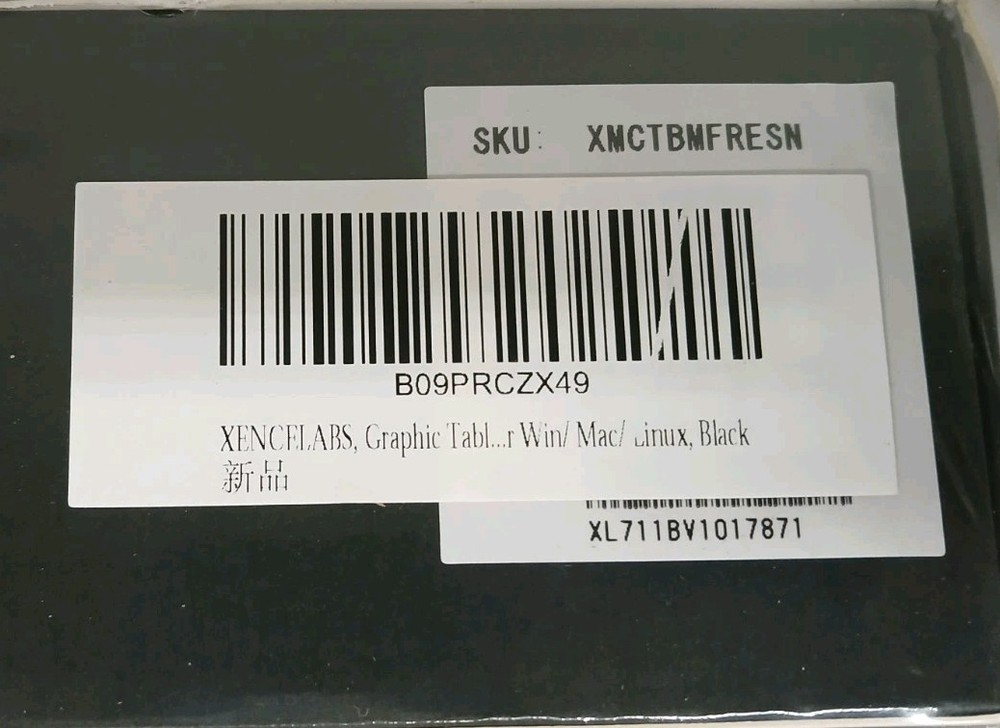 SKU: XMCTBMFRESN
B09PRCZX49
XENCELABS, Graphic Tabl...r Win/ Mac/ Linux, Black
新品
XL711BV1017871